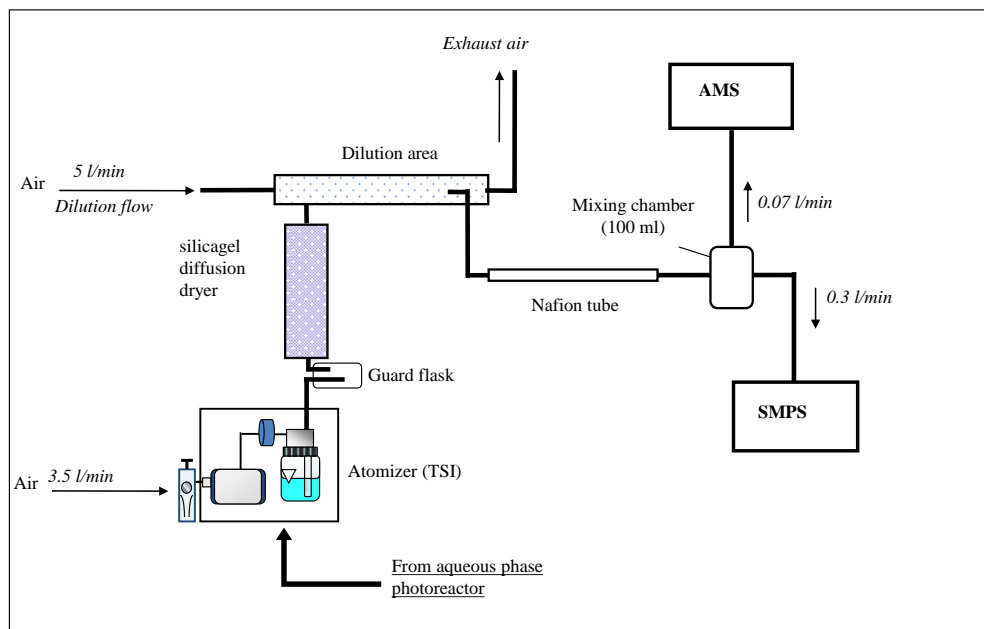 Exhaust air
AMS
Dilution area
5 l/min
Air
Dilution flow
Mixing chamber
(100 ml)
0.07 l/min
silicagel
diffusion
dryer
Nafion tube
0.3 l/min
Guard flask
SMPS
Atomizer (TSI)
Air
3.5 l/min
From aqueous phase
photoreactor